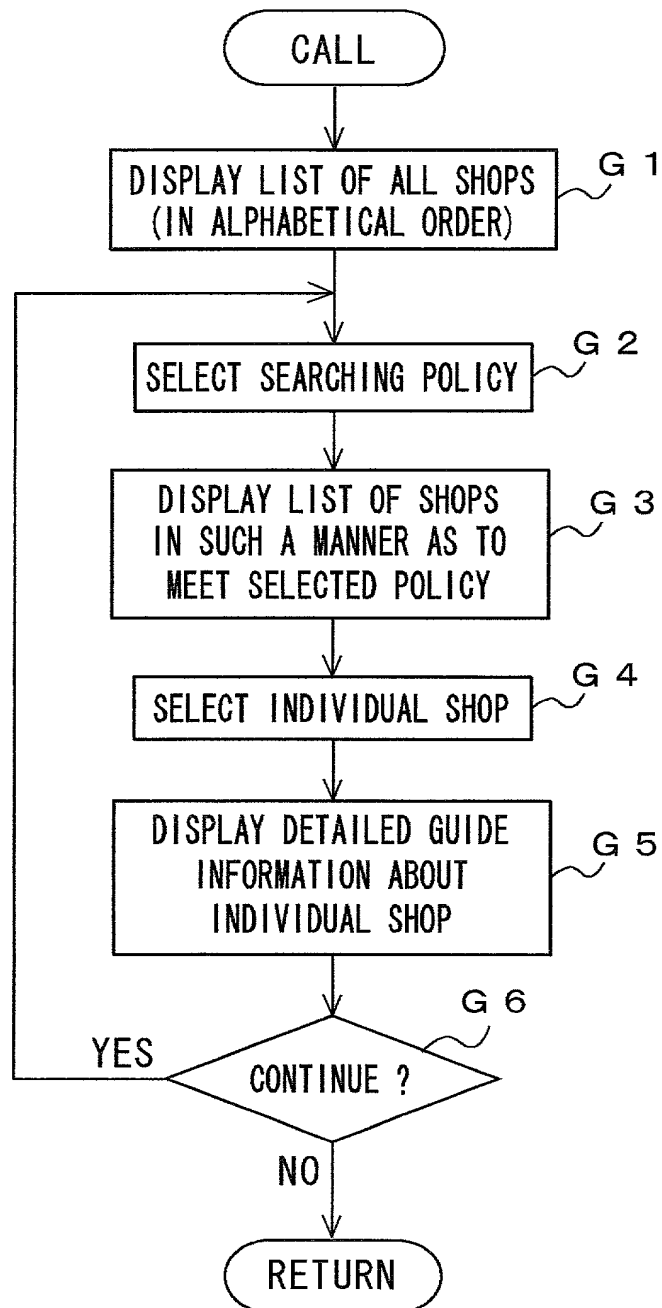 CALL
DISPLAY LIST OF ALL SHOPS
(IN ALPHABETICAL ORDER)
G 1
SELECT SEARCHING POLICY
G 2
DISPLAY LIST OF SHOPS
IN SUCH A MANNER AS TO
MEET SELECTED POLICY
G 3
SELECT INDIVIDUAL SHOP
G 4
DISPLAY DETAILED GUIDE
INFORMATION ABOUT
INDIVIDUAL SHOP
G 5
CONTINUE ?
G 6
YES
NO
RETURN